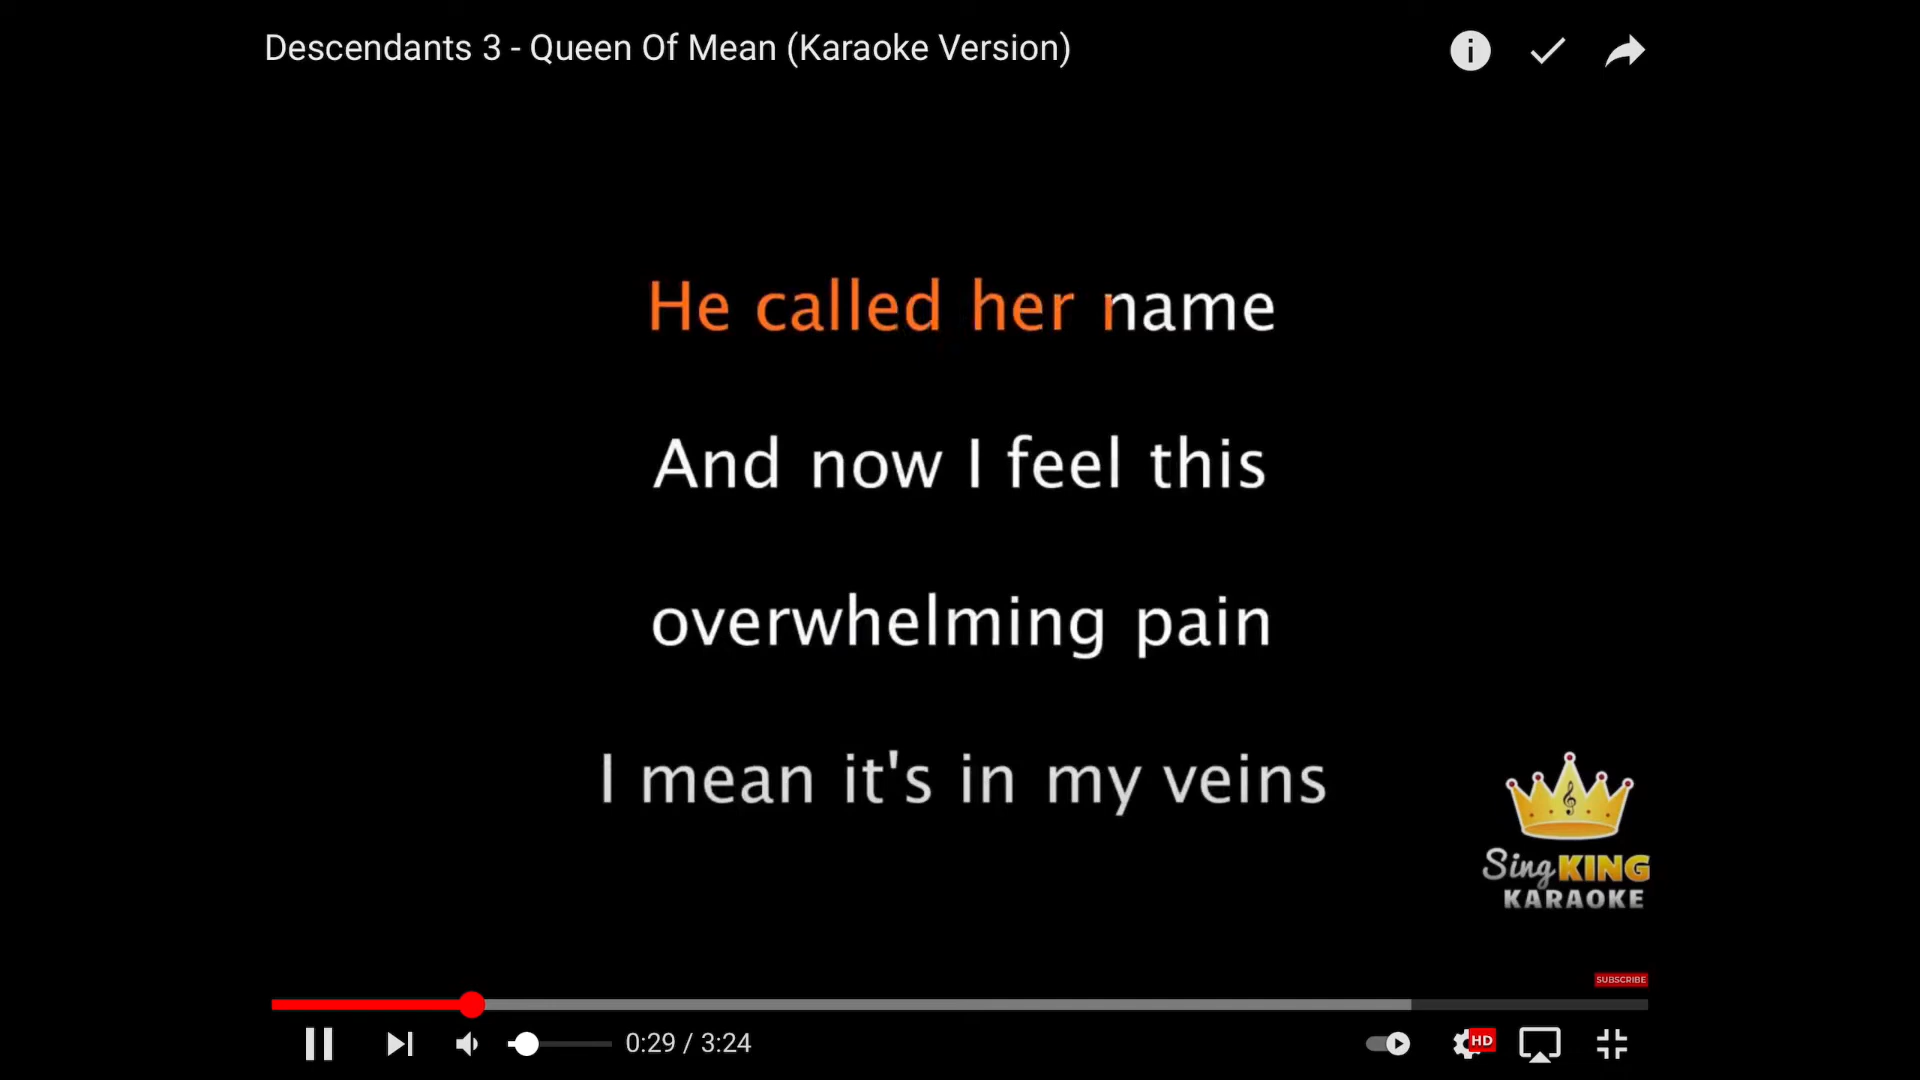 Descendants 3 - Queen Of Mean (Karaoke Version)
He called her name
And now I feel this
overwhelming pain
I mean it's in my veins
Sing KING
KARAOKE
SUBSCRIBE
0:29 / 3:24
HD